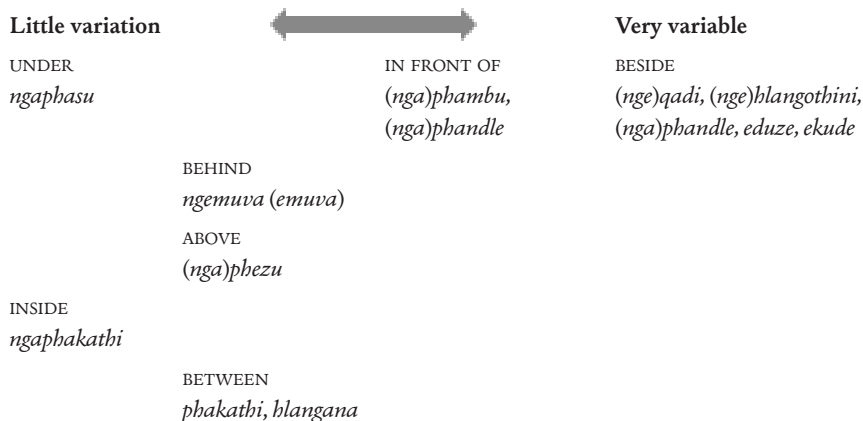 Little variation Very variable
UNDER IN FRONT OF BESIDE
ngaphasu (nga)phambu, (nge)qadi, (nge)hlangothini,
(nga)phandle (nga)phandle, eduze, ekude
BEHIND
ngemuva (emuva)
ABOVE
(nga)phezu
INSIDE
ngaphakathi
BETWEEN
phakathi, hlangana